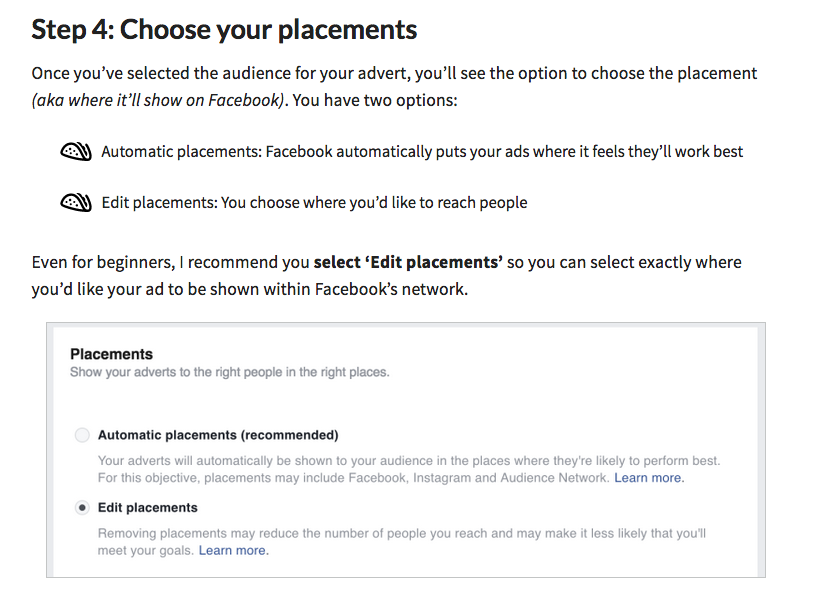 Step 4: Choose your placements
Once you’ve selected the audience for your advert, you’ll see the option to choose the placement
(aka where it’ll show on Facebook). You have two options:
Automatic placements: Facebook automatically puts your ads where it feels they’ll work best
Edit placements: You choose where you’d like to reach people
Even for beginners, I recommend you select ‘Edit placements’ so you can select exactly where
you’d like your ad to be shown within Facebook’s network.
Placements
Show your adverts to the right people in the right places.
Automatic placements (recommended)
Your adverts will automatically be shown to your audience in the places where they're likely to perform best.
For this objective, placements may include Facebook, Instagram and Audience Network. Learn more.
Edit placements
Removing placements may reduce the number of people you reach and may make it less likely that you'll
meet your goals. Learn more.